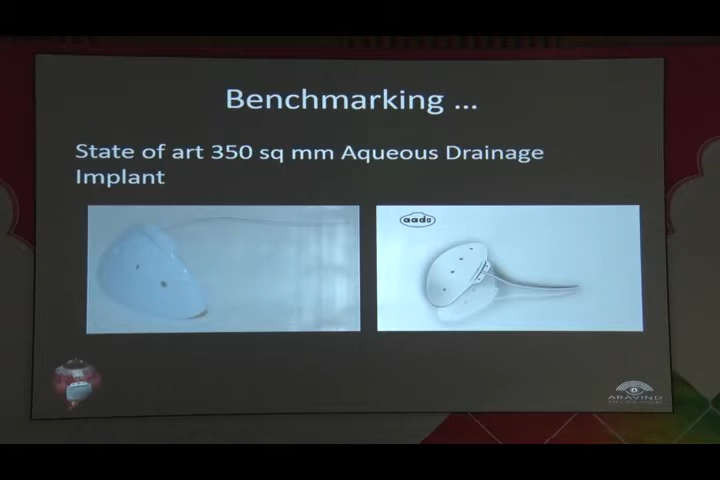 Benchmarking ...
State of art 350 sq mm Aqueous Drainage
Implant
aadi
ARAVIND